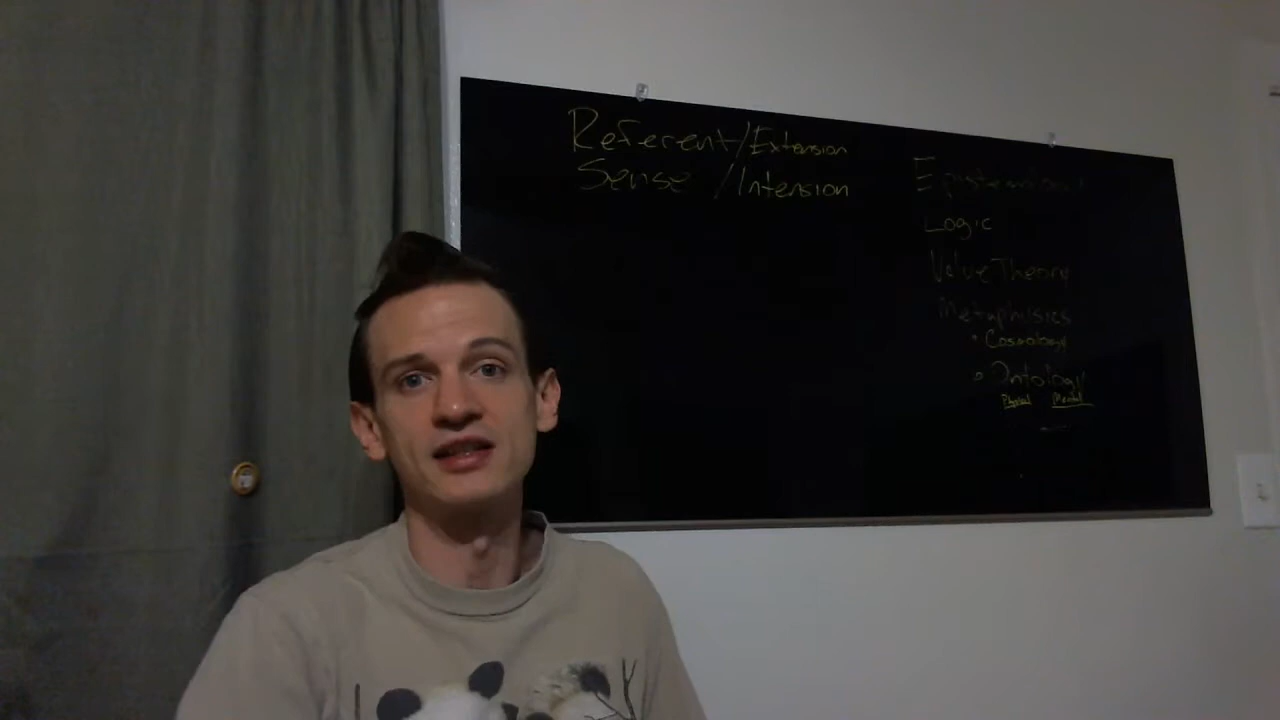 Referent/Extension
Sense /Intension
Epistemology
Logic
Value Theory
Metaphysics
• Cosmology
• Ontology
Physical Mental